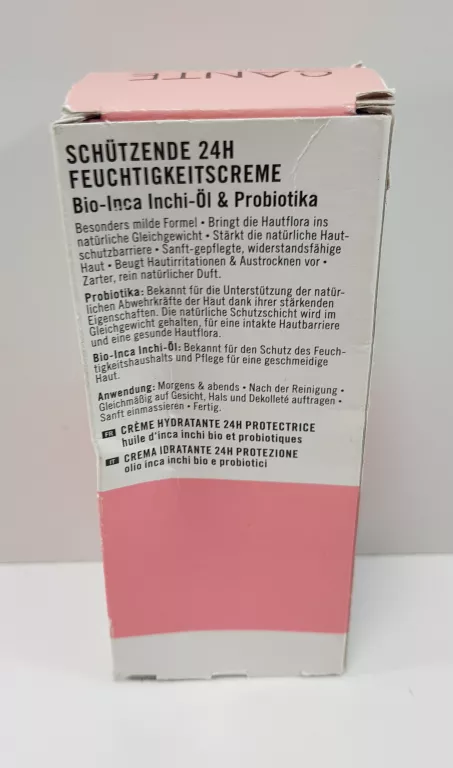 SANTE
SCHÜTZENDE 24H
FEUCHTIGKEITSCREME
Bio-Inca Inchi-Öl & Probiotika
Besonders milde Formel • Bringt die Hautflora ins
natürliche Gleichgewicht • Stärkt die natürliche Haut-
schutzbarriere • Sanft-gepflegte, widerstandsfähige
Haut • Beugt Hautirritationen & Austrocknen vor •
Zarter, rein natürlicher Duft.
Probiotika: Bekannt für die Unterstützung der natür-
lichen Abwehrkräfte der Haut dank ihrer stärkenden
Eigenschaften. Die natürliche Schutzschicht wird im
Gleichgewicht gehalten, für eine intakte Hautbarriere
und eine gesunde Hautflora.
Bio-Inca Inchi-Öl: Bekannt für den Schutz des Feuch-
tigkeitshaushalts und Pflege für eine geschmeidige
Haut.
Anwendung: Morgens & abends • Nach der Reinigung •
Gleichmäßig auf Gesicht, Hals und Dekolleté auftragen •
Sanft einmassieren • Fertig.
FR CRÈME HYDRATANTE 24H PROTECTRICE
huile d'inca inchi bio et probiotiques
IT CREMA IDRATANTE 24H PROTEZIONE
olio inca inchi bio e probiotici